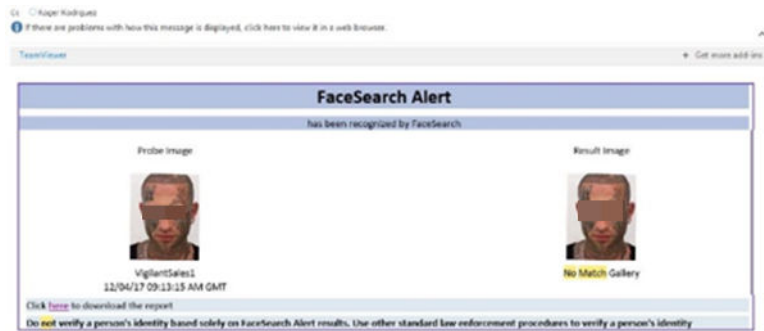 Cc Roger Rodriguez
If there are problems with how this message is displayed, click here to view it in a web browser.
TeamViewer
+ Get more add-ins
FaceSearch Alert
has been recognized by FaceSearch
Probe Image
Result Image
VigilantSales1
No Match Gallery
12/04/17 09:13:15 AM GMT
Click here to download the report
Do not verify a person's identity based solely on FaceSearch Alert results. Use other standard law enforcement procedures to verify a person's identity